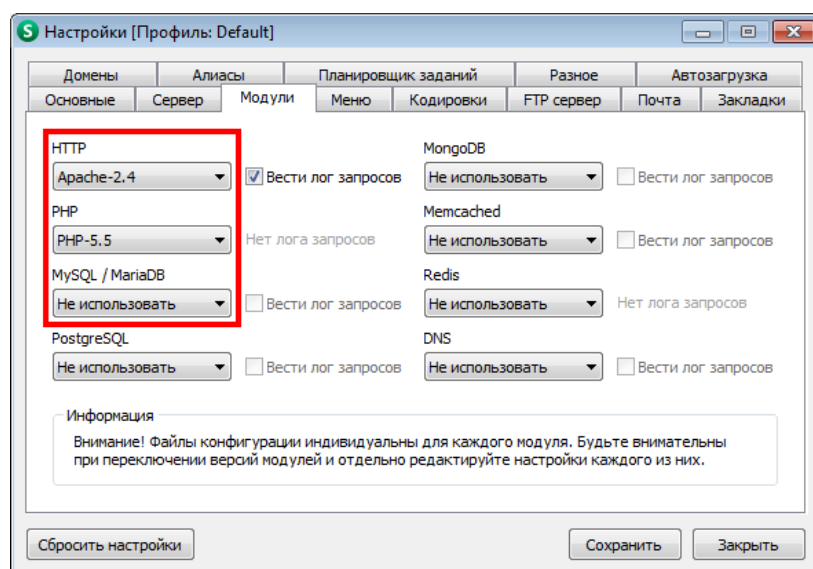 S Настройки [Профиль: Default]
Домены Алиасы Планировщик заданий Разное Автозагрузка
Основные Сервер Модули Меню Кодировки FTP сервер Почта Закладки
HTTP MongoDB
Apache-2.4 Вести лог запросов Не использовать Вести лог запросов
PHP Memcached
PHP-5.5 Нет лога запросов Не использовать Вести лог запросов
MySQL / MariaDB Redis
Не использовать Вести лог запросов Не использовать Нет лога запросов
PostgreSQL DNS
Не использовать Вести лог запросов Не использовать Вести лог запросов
Информация
Внимание! Файлы конфигурации индивидуальны для каждого модуля. Будьте внимательны
при переключении версий модулей и отдельно редактируйте настройки каждого из них.
Сбросить настройки Сохранить Закрыть